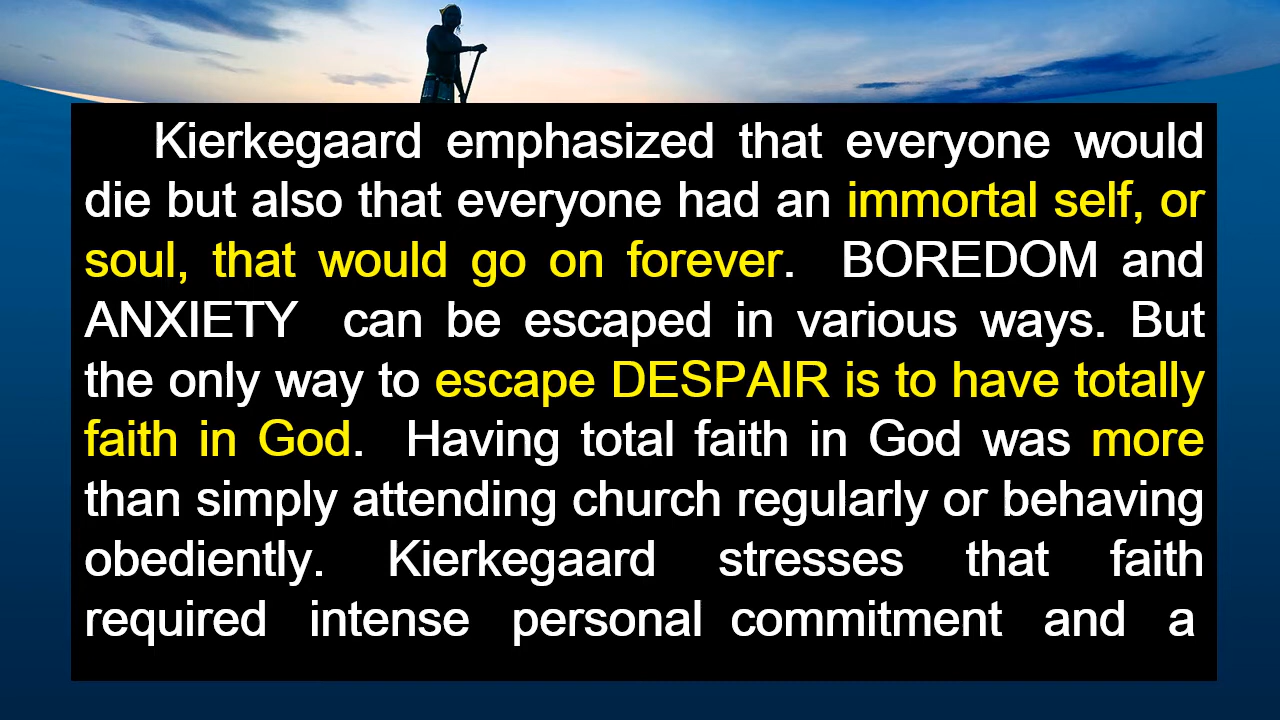 Kierkegaard emphasized that everyone would
die but also that everyone had an immortal self, or
soul, that would go on forever. BOREDOM and
ANXIETY can be escaped in various ways. But
the only way to escape DESPAIR is to have totally
faith in God. Having total faith in God was more
than simply attending church regularly or behaving
obediently. Kierkegaard stresses that faith
required intense personal commitment and a